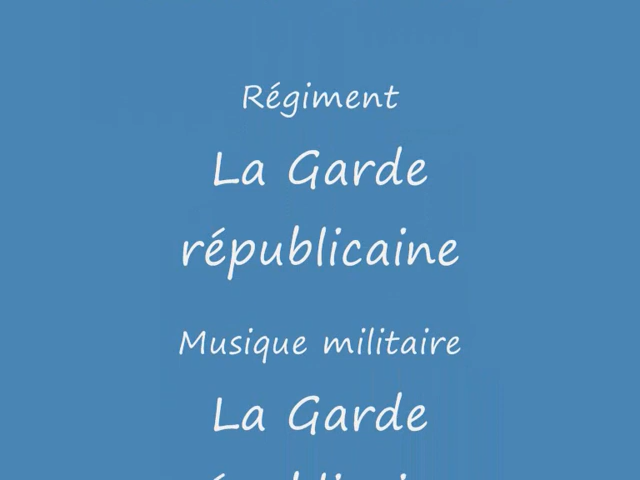 Régiment
La Garde
républicaine
Musique militaire
La Garde